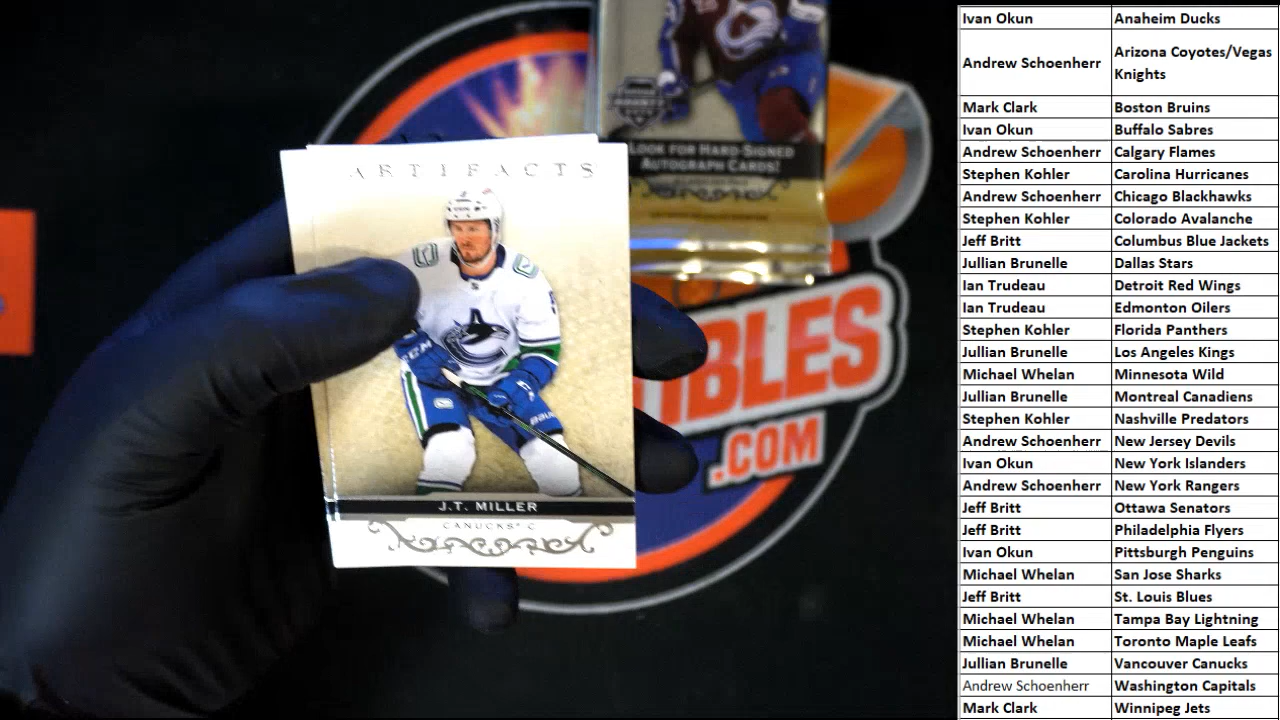 ARTIFACTS
J.T. MILLER
CANUCKS® C
CCM
LOOK FOR HARD-SIGNED
AUTOGRAPH CARDS!
IBLES
.COM
Ivan Okun Anaheim Ducks
Andrew Schoenherr Arizona Coyotes/Vegas
Knights
Mark Clark Boston Bruins
Ivan Okun Buffalo Sabres
Andrew Schoenherr Calgary Flames
Stephen Kohler Carolina Hurricanes
Andrew Schoenherr Chicago Blackhawks
Stephen Kohler Colorado Avalanche
Jeff Britt Columbus Blue Jackets
Jullian Brunelle Dallas Stars
Ian Trudeau Detroit Red Wings
Ian Trudeau Edmonton Oilers
Stephen Kohler Florida Panthers
Jullian Brunelle Los Angeles Kings
Michael Whelan Minnesota Wild
Jullian Brunelle Montreal Canadiens
Stephen Kohler Nashville Predators
Andrew Schoenherr New Jersey Devils
Ivan Okun New York Islanders
Andrew Schoenherr New York Rangers
Jeff Britt Ottawa Senators
Jeff Britt Philadelphia Flyers
Ivan Okun Pittsburgh Penguins
Michael Whelan San Jose Sharks
Jeff Britt St. Louis Blues
Michael Whelan Tampa Bay Lightning
Michael Whelan Toronto Maple Leafs
Jullian Brunelle Vancouver Canucks
Andrew Schoenherr Washington Capitals
Mark Clark Winnipeg Jets